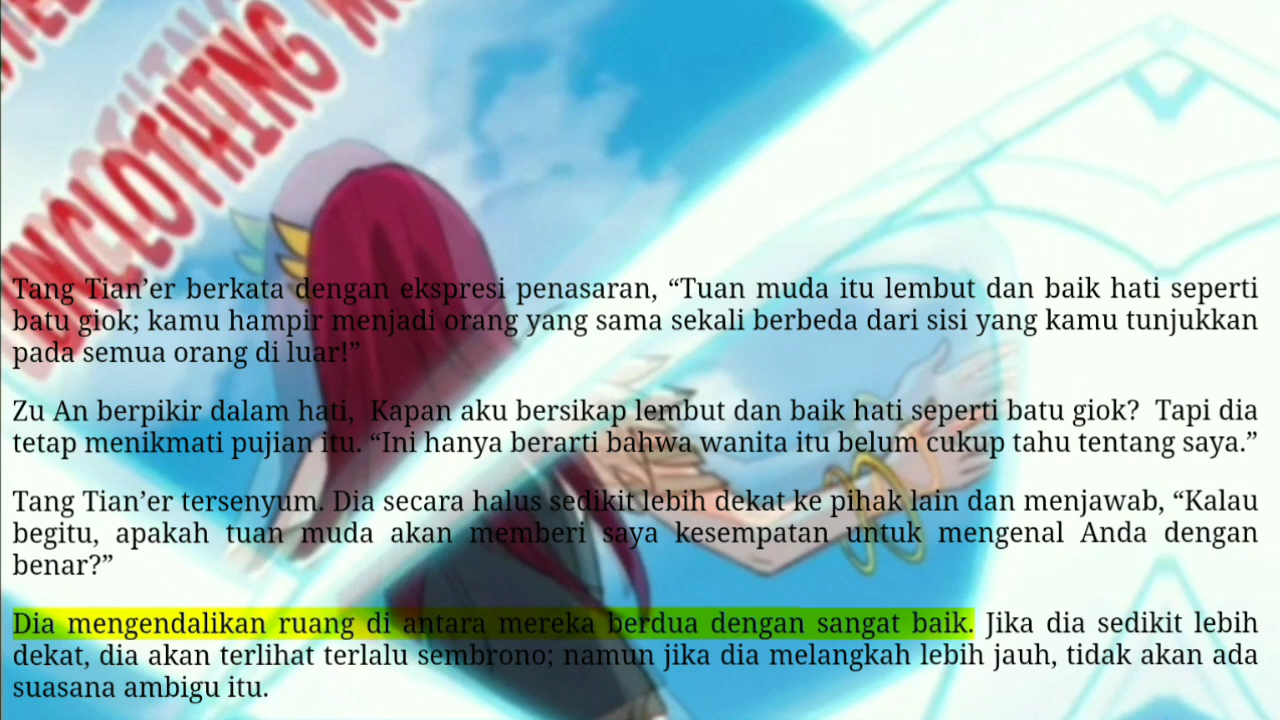 UNCLOTHING
Tang Tian’er berkata dengan ekspresi penasaran, “Tuan muda itu lembut dan baik hati seperti
batu giok; kamu hampir menjadi orang yang sama sekali berbeda dari sisi yang kamu tunjukkan
pada semua orang di luar!”
Zu An berpikir dalam hati,  Kapan aku bersikap lembut dan baik hati seperti batu giok?  Tapi dia
tetap menikmati pujian itu. “Ini hanya berarti bahwa wanita itu belum cukup tahu tentang saya.”
Tang Tian’er tersenyum. Dia secara halus sedikit lebih dekat ke pihak lain dan menjawab, “Kalau
begitu, apakah tuan muda akan memberi saya kesempatan untuk mengenal Anda dengan
benar?”
Dia mengendalikan ruang di antara mereka berdua dengan sangat baik. Jika dia sedikit lebih
dekat, dia akan terlihat terlalu sembrono; namun jika dia melangkah lebih jauh, tidak akan ada
suasana ambigu itu.